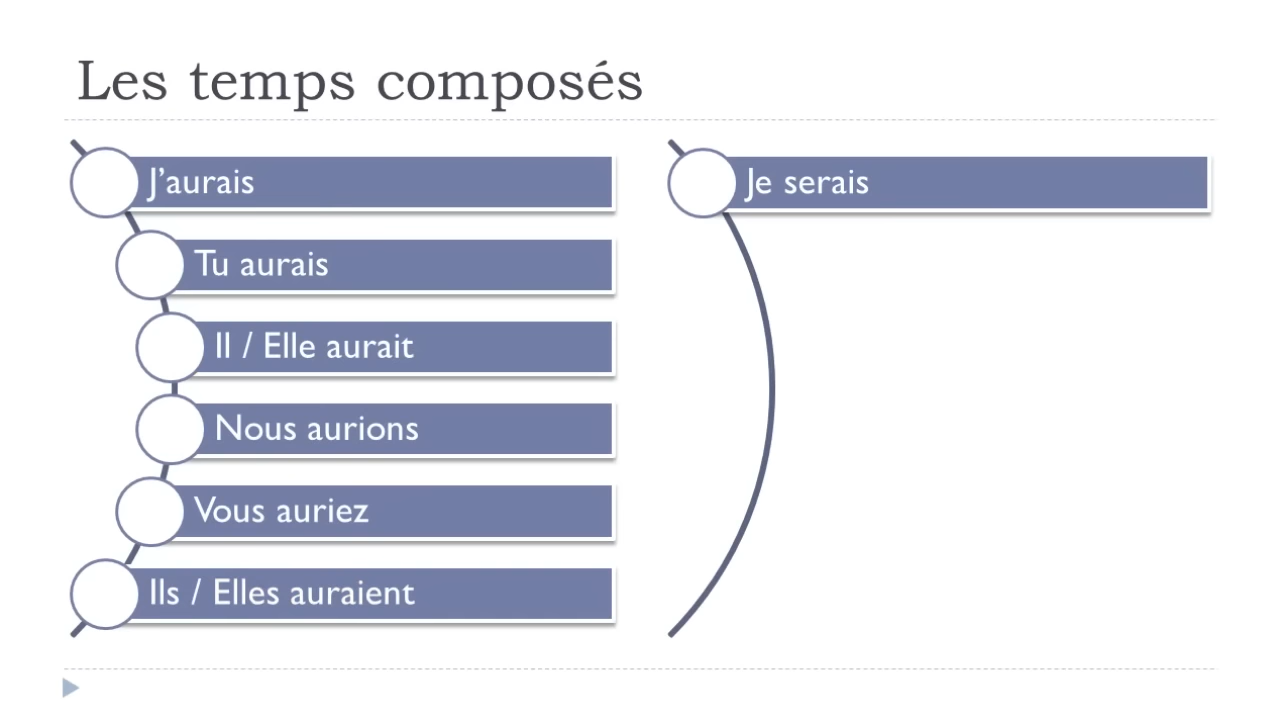 Les temps composés
J’aurais
Tu aurais
Il / Elle aurait
Nous aurions
Vous auriez
Ils / Elles auraient
Je serais